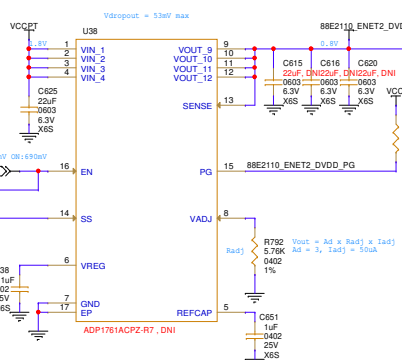 Vdropout = 53mV max
VCCPT
U38
88E2110_ENET2_DVD
1.8V
0.8V
1 VIN_1 VOUT_9 9
2 VIN_2 VOUT_10 10
3 VIN_3 VOUT_11 11
4 VIN_4 VOUT_12 12
C615 C616 C620
22uF, DNI 22uF, DNI 22uF, DNI
0603 0603 0603
6.3V 6.3V 6.3V
X6S X6S X6S
C625
22uF
0603
6.3V
X6S
SENSE 13
VCC
mV ON:690mV
16 EN PG 15 88E2110_ENET2_DVDD_PG
14 SS VADJ 8
Radj
R792
5.76K
0402
1%
Vout = Ad x Radj x Iadj
Ad = 3, Iadj = 50uA
6 VREG
38
1uF
02
5V
6S
7 GND REFCAP 5
17 EP
ADP1761ACPZ-R7 , DNI
C651
1uF
0402
25V
X6S